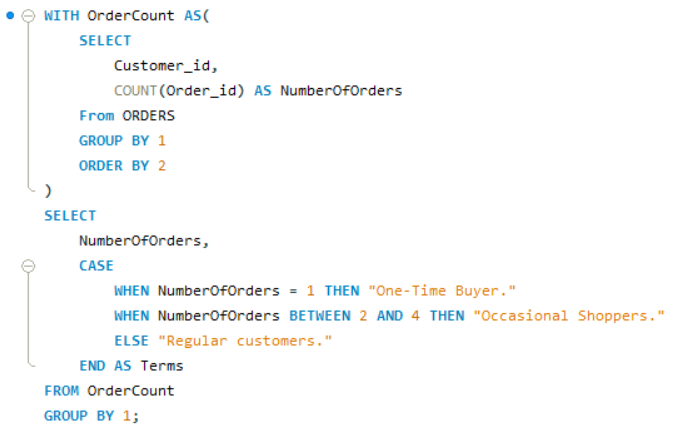 WITH OrderCount AS(
SELECT
Customer_id,
COUNT(Order_id) AS NumberOfOrders
From ORDERS
GROUP BY 1
ORDER BY 2
)
SELECT
NumberOfOrders,
CASE
WHEN NumberOfOrders = 1 THEN "One-Time Buyer."
WHEN NumberOfOrders BETWEEN 2 AND 4 THEN "Occasional Shoppers."
ELSE "Regular customers."
END AS Terms
FROM OrderCount
GROUP BY 1;